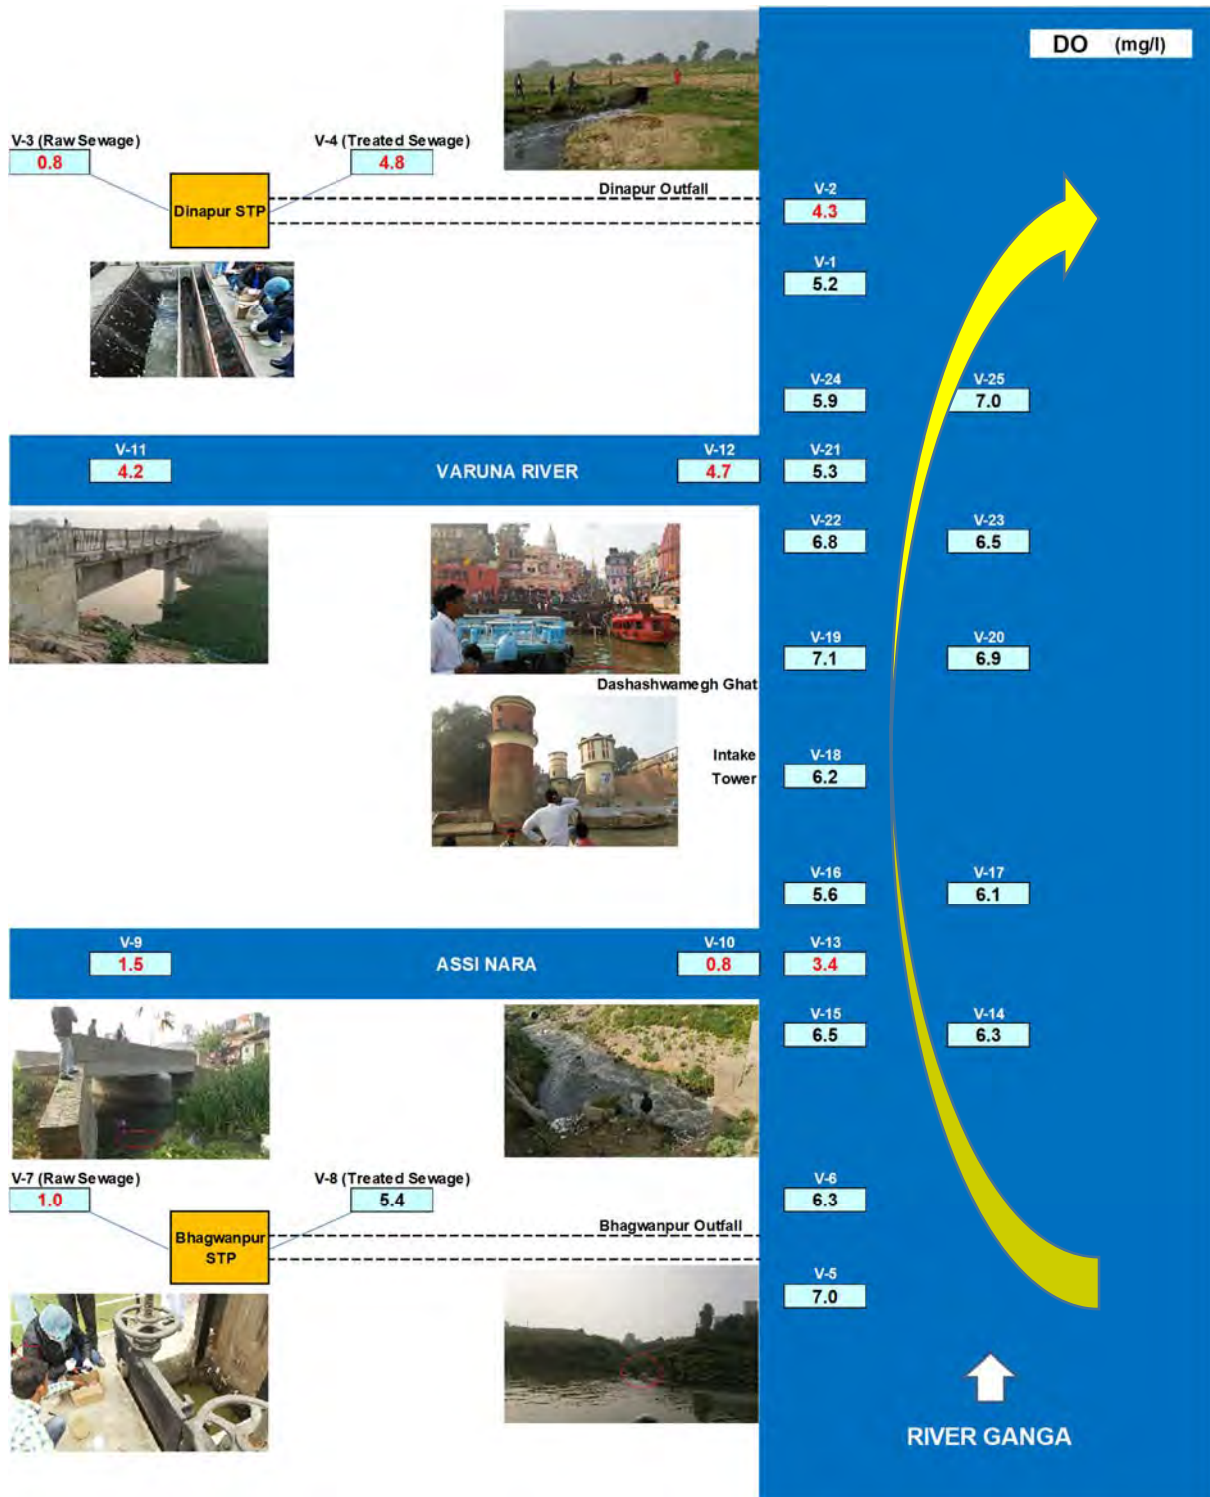 DO (mg/l)
V-3 (Raw Sewage)
0.8
V-4 (Treated Sewage)
4.8
Dinapur STP
Dinapur Outfall
V-2
4.3
V-1
5.2
V-24
5.9
V-25
7.0
V-11
4.2
VARUNA RIVER
V-12
4.7
V-21
5.3
V-22
6.8
V-23
6.5
V-19
7.1
V-20
6.9
Dashashwamegh Ghat
Intake
Tower
V-18
6.2
V-16
5.6
V-17
6.1
V-9
1.5
ASSI NARA
V-10
0.8
V-13
3.4
V-15
6.5
V-14
6.3
V-7 (Raw Sewage)
1.0
V-8 (Treated Sewage)
5.4
V-6
6.3
Bhagwanpur
STP
Bhagwanpur Outfall
V-5
7.0
RIVER GANGA